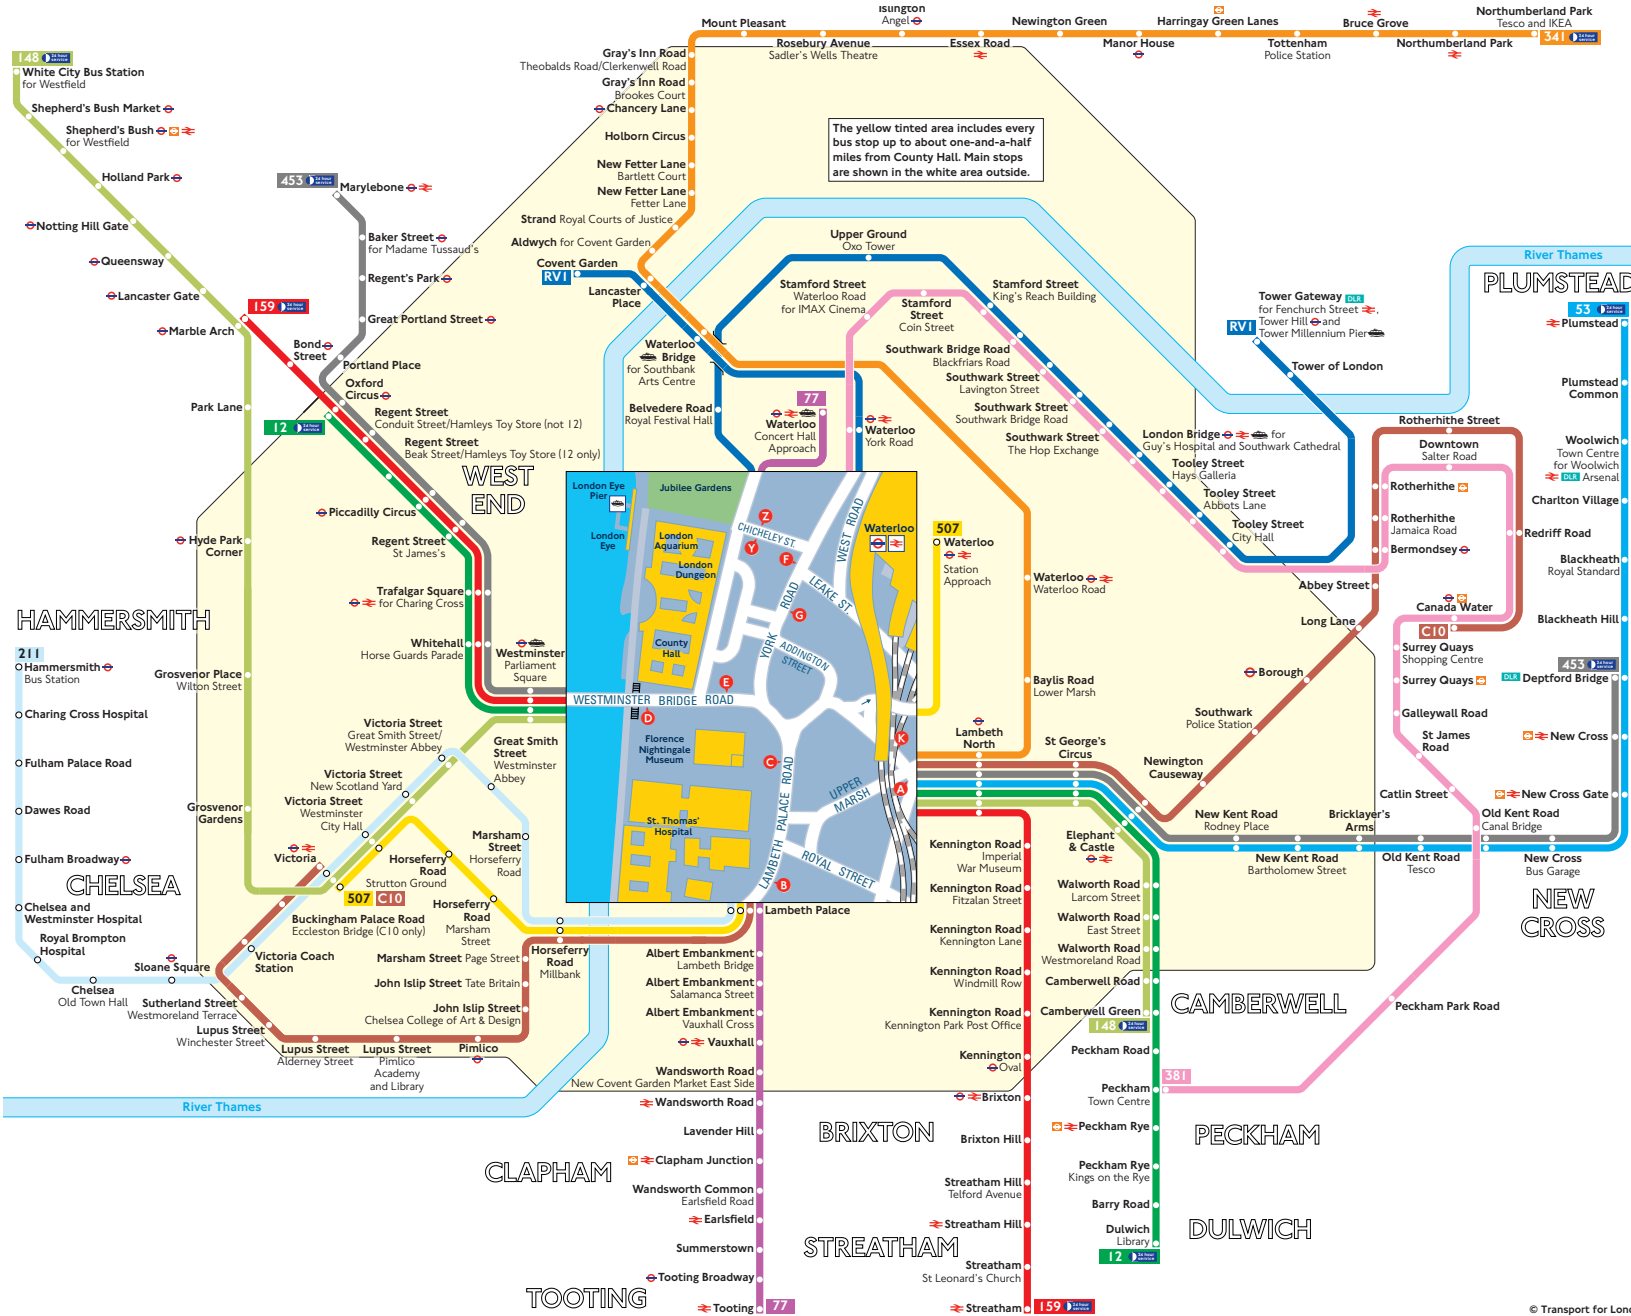 Islington
Angel
Mount Pleasant
Rosebury Avenue
Sadler's Wells Theatre
Essex Road
Newington Green
Manor House
Harringay Green Lanes
Tottenham
Police Station
Bruce Grove
Northumberland Park
Northumberland Park
Tesco and IKEA
341 24 hour service
Gray's Inn Road
Theobalds Road/Clerkenwell Road
Gray's Inn Road
Brookes Court
Chancery Lane
Holborn Circus
New Fetter Lane
Bartlett Court
New Fetter Lane
Fetter Lane
Strand Royal Courts of Justice
Aldwych for Covent Garden
The yellow tinted area includes every
bus stop up to about one-and-a-half
miles from County Hall. Main stops
are shown in the white area outside.
148 24 hour service
White City Bus Station
for Westfield
Shepherd's Bush Market
Shepherd's Bush
for Westfield
Holland Park
Notting Hill Gate
Queensway
Lancaster Gate
Marble Arch
Park Lane
Hyde Park
Corner
Grosvenor Place
Wilton Street
Grosvenor
Gardens
453 24 hour service
Marylebone
Baker Street
for Madame Tussaud's
Regent's Park
Great Portland Street
Portland Place
Oxford
Circus
159 24 hour service
Bond
Street
12 24 hour service
Regent Street
Conduit Street/Hamleys Toy Store (not 12)
Regent Street
Beak Street/Hamleys Toy Store (12 only)
WEST
END
Piccadilly Circus
Regent Street
St James's
Trafalgar Square
for Charing Cross
Whitehall
Horse Guards Parade
Westminster
Parliament
Square
Covent Garden
RV1
Lancaster
Place
Waterloo
Bridge
for Southbank
Arts Centre
Belvedere Road
Royal Festival Hall
77
Waterloo
Concert Hall
Approach
Waterloo
York Road
Upper Ground
Oxo Tower
Stamford Street
Waterloo Road
for IMAX Cinema
Stamford
Street
Coin Street
Stamford Street
King's Reach Building
Southwark Bridge Road
Blackfriars Road
Southwark Street
Lavington Street
Southwark Street
Southwark Bridge Road
Southwark Street
The Hop Exchange
London Bridge for
Guy's Hospital and Southwark Cathedral
Tooley Street
Hays Galleria
Tooley Street
Abbots Lane
Tooley Street
City Hall
Tower Gateway DLR
for Fenchurch Street,
Tower Hill and
Tower Millennium Pier
RV1
Tower of London
River Thames
PLUMSTEAD
53 24 hour service
Plumstead
Plumstead
Common
Woolwich
Town Centre
for Woolwich
DLR Arsenal
Charlton Village
Blackheath
Royal Standard
Blackheath Hill
453 24 hour service
DLR Deptford Bridge
New Cross
New Cross Gate
Rotherhithe Street
Downtown
Salter Road
Rotherhithe
Rotherhithe
Jamaica Road
Bermondsey
Redriff Road
Abbey Street
Canada Water
C10
Long Lane
Surrey Quays
Shopping Centre
Surrey Quays
Galleywall Road
St James
Road
Catlin Street
Borough
Southwark
Police Station
Newington
Causeway
Old Kent Road
Canal Bridge
New Kent Road
Rodney Place
Bricklayer's
Arms
New Kent Road
Bartholomew Street
Old Kent Road
Tesco
New Cross
Bus Garage
NEW
CROSS
London Eye
Pier
Jubilee Gardens
London
Eye
London
Aquarium
London
Dungeon
County
Hall
CHICHELEY ST.
WEST ROAD
LEAKE ST.
YORK ROAD
ADDINGTON
STREET
Waterloo
WESTMINSTER BRIDGE ROAD
Florence
Nightingale
Museum
St. Thomas'
Hospital
LAMBETH PALACE ROAD
UPPER
MARSH
ROYAL STREET
Z
Y
F
G
E
D
C
K
A
B
507
Waterloo
Station
Approach
Waterloo
Waterloo Road
Baylis Road
Lower Marsh
Lambeth
North
St George's
Circus
Elephant
& Castle
HAMMERSMITH
211
Hammersmith
Bus Station
Charing Cross Hospital
Fulham Palace Road
Dawes Road
Fulham Broadway
CHELSEA
Chelsea and
Westminster Hospital
Royal Brompton
Hospital
Chelsea
Old Town Hall
Sloane Square
Victoria Coach
Station
Victoria
507 C10
Buckingham Palace Road
Eccleston Bridge (C10 only)
Victoria Street
Great Smith Street/
Westminster Abbey
Victoria Street
New Scotland Yard
Victoria Street
Westminster
City Hall
Great Smith
Street
Westminster
Abbey
Marsham
Street
Horseferry
Road
Horseferry
Road
Strutton Ground
Horseferry
Road
Marsham
Street
Horseferry
Road
Millbank
Lambeth Palace
Marsham Street Page Street
John Islip Street Tate Britain
John Islip Street
Chelsea College of Art & Design
Sutherland Street
Westmoreland Terrace
Lupus Street
Winchester Street
Lupus Street
Alderney Street
Lupus Street
Pimlico
Academy
and Library
Pimlico
River Thames
Albert Embankment
Lambeth Bridge
Albert Embankment
Salamanca Street
Albert Embankment
Vauxhall Cross
Vauxhall
Wandsworth Road
New Covent Garden Market East Side
Wandsworth Road
Lavender Hill
Clapham Junction
CLAPHAM
Wandsworth Common
Earlsfield Road
Earlsfield
Summerstown
Tooting Broadway
TOOTING
Tooting
77
Kennington Road
Imperial
War Museum
Kennington Road
Fitzalan Street
Kennington Road
Kennington Lane
Kennington Road
Windmill Row
Kennington Road
Kennington Park Post Office
Kennington
Oval
Brixton
BRIXTON
Brixton Hill
Streatham Hill
Telford Avenue
Streatham Hill
STREATHAM
Streatham
St Leonard's Church
Streatham
159 24 hour service
Walworth Road
Larcom Street
Walworth Road
East Street
Walworth Road
Westmoreland Road
Camberwell Road
Camberwell Green
148 24 hour service
CAMBERWELL
Peckham Road
381
Peckham
Town Centre
Peckham Park Road
Peckham Rye
PECKHAM
Peckham Rye
Kings on the Rye
Barry Road
Dulwich
Library
DULWICH
12 24 hour service
© Transport for Lond